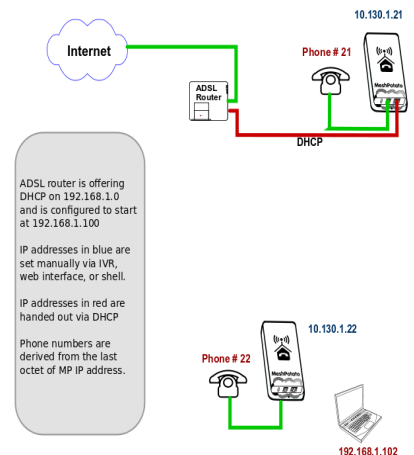 10.130.1.21
Internet
Phone # 21
MeshPotato
ADSL
Router
DHCP
ADSL router is offering
DHCP on 192.168.1.0
and is configured to start
at 192.168.1.100
IP addresses in blue are
set manually via IVR,
web interface, or shell.
IP addresses in red are
handed out via DHCP
Phone numbers are
derived from the last
octet of MP IP address.
10.130.1.22
Phone # 22
MeshPotato
192.168.1.102